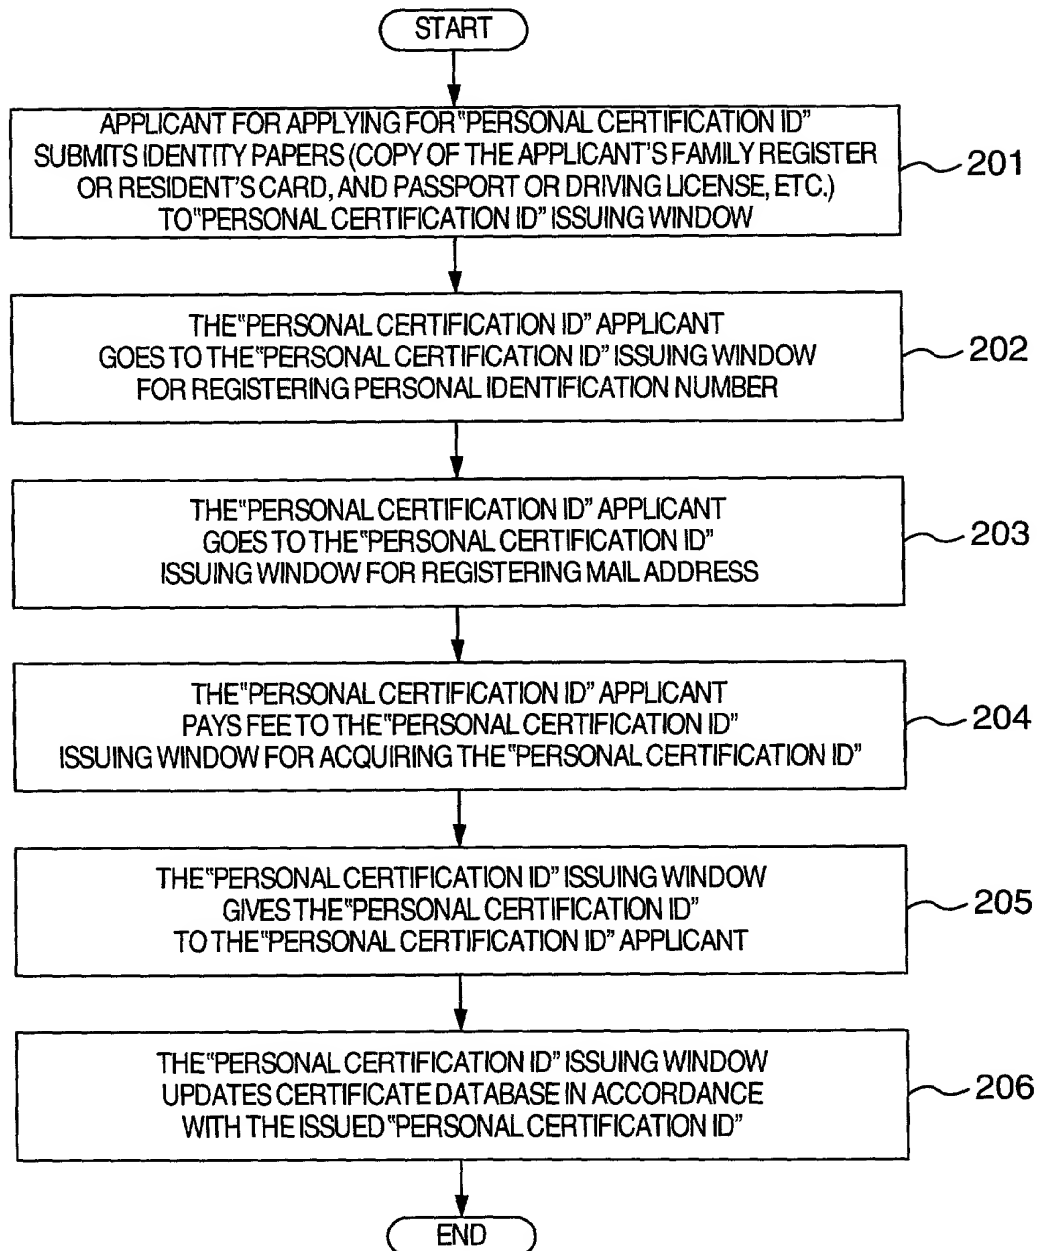 START
APPLICANT FOR APPLYING FOR "PERSONAL CERTIFICATION ID"
SUBMITS IDENTITY PAPERS (COPY OF THE APPLICANT'S FAMILY REGISTER
OR RESIDENT'S CARD, AND PASSPORT OR DRIVING LICENSE, ETC.)
TO "PERSONAL CERTIFICATION ID" ISSUING WINDOW
201
THE "PERSONAL CERTIFICATION ID" APPLICANT
GOES TO THE "PERSONAL CERTIFICATION ID" ISSUING WINDOW
FOR REGISTERING PERSONAL IDENTIFICATION NUMBER
202
THE "PERSONAL CERTIFICATION ID" APPLICANT
GOES TO THE "PERSONAL CERTIFICATION ID"
ISSUING WINDOW FOR REGISTERING MAIL ADDRESS
203
THE "PERSONAL CERTIFICATION ID" APPLICANT
PAYS FEE TO THE "PERSONAL CERTIFICATION ID"
ISSUING WINDOW FOR ACQUIRING THE "PERSONAL CERTIFICATION ID"
204
THE "PERSONAL CERTIFICATION ID" ISSUING WINDOW
GIVES THE "PERSONAL CERTIFICATION ID"
TO THE "PERSONAL CERTIFICATION ID" APPLICANT
205
THE "PERSONAL CERTIFICATION ID" ISSUING WINDOW
UPDATES CERTIFICATE DATABASE IN ACCORDANCE
WITH THE ISSUED "PERSONAL CERTIFICATION ID"
206
END